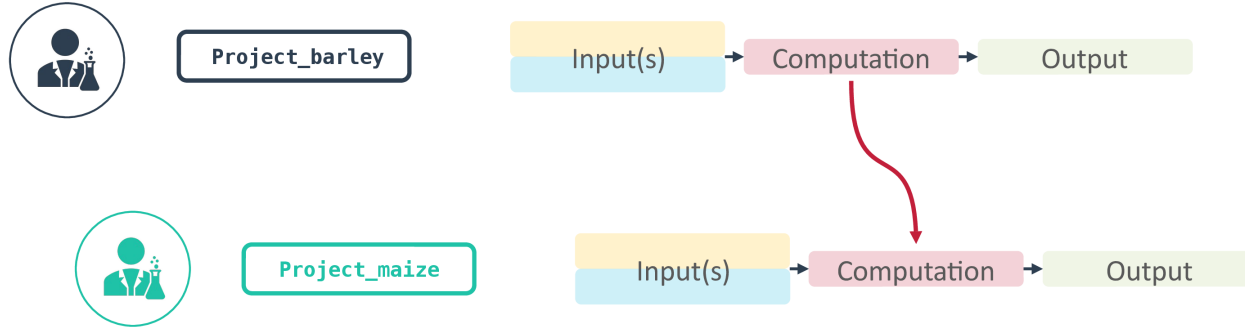 Project_barley
Input(s)
Computation
Output
Project_maize
Input(s)
Computation
Output